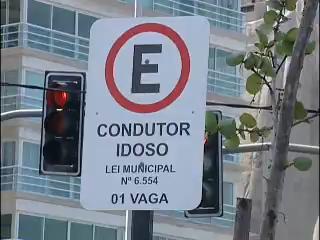 E
CONDUTOR
IDOSO
LEI MUNICIPAL
Nº 6.554
01 VAGA